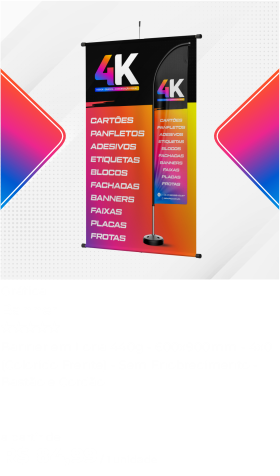 4K
CARTÕES
PANFLETOS
ADESIVOS
ETIQUETAS
BLOCOS
FACHADAS
BANNERS
FAIXAS
PLACAS
FROTAS
4K
CARTÕES
PANFLETOS
ADESIVOS
ETIQUETAS
BLOCOS
FACHADAS
BANNERS
FAIXAS
PLACAS
FROTAS